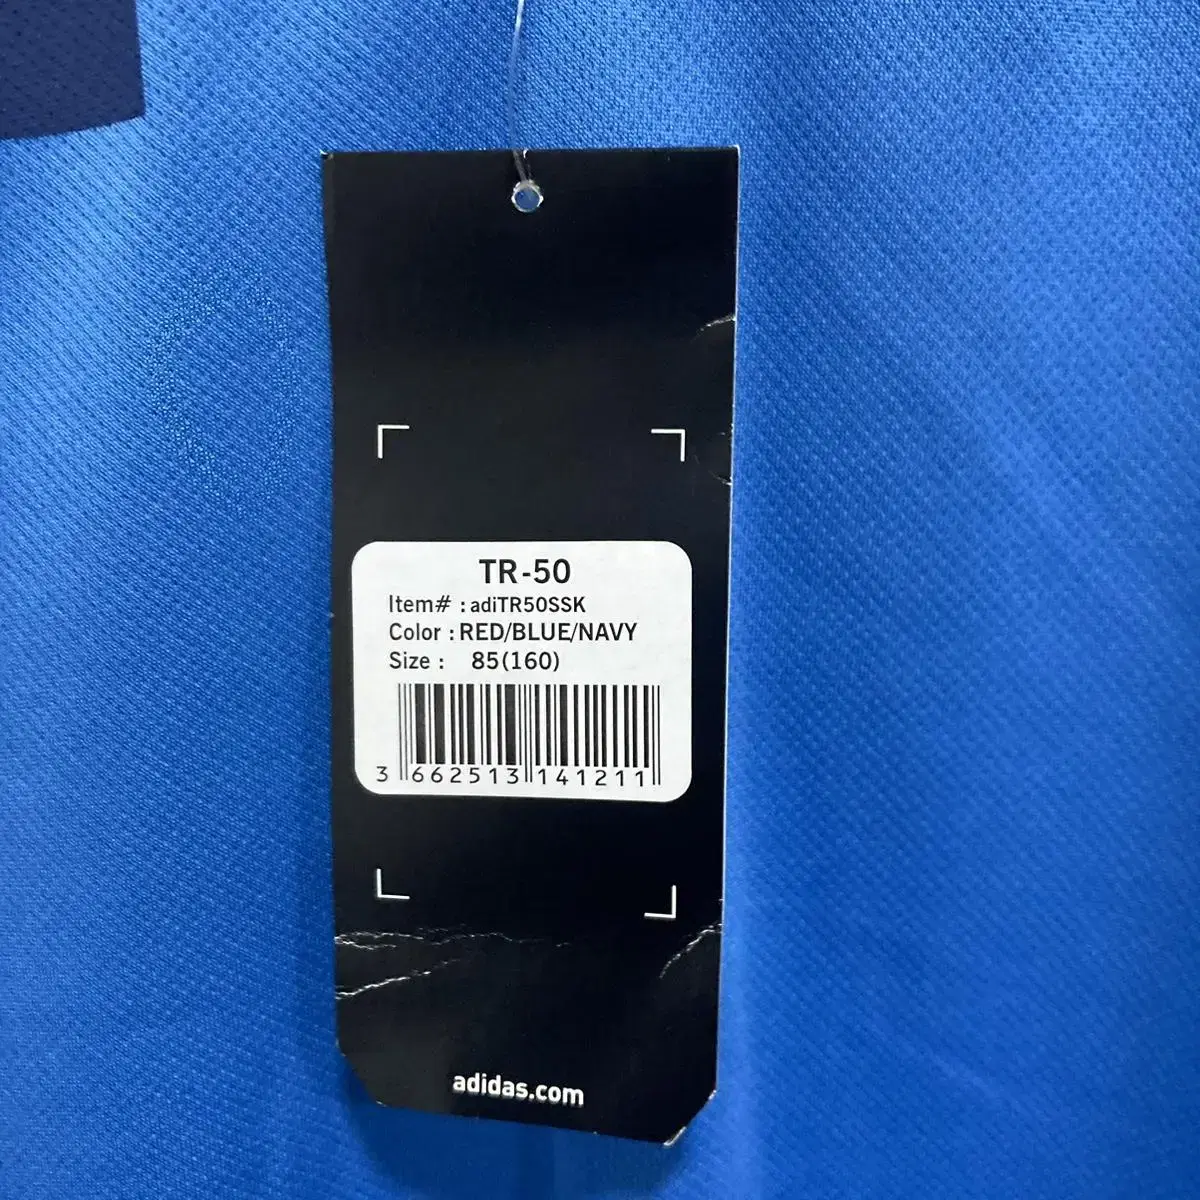 TR-50
Item# : adiTR50SSK
Color : RED/BLUE/NAVY
Size : 85(160)
3 662513 141211
adidas.com